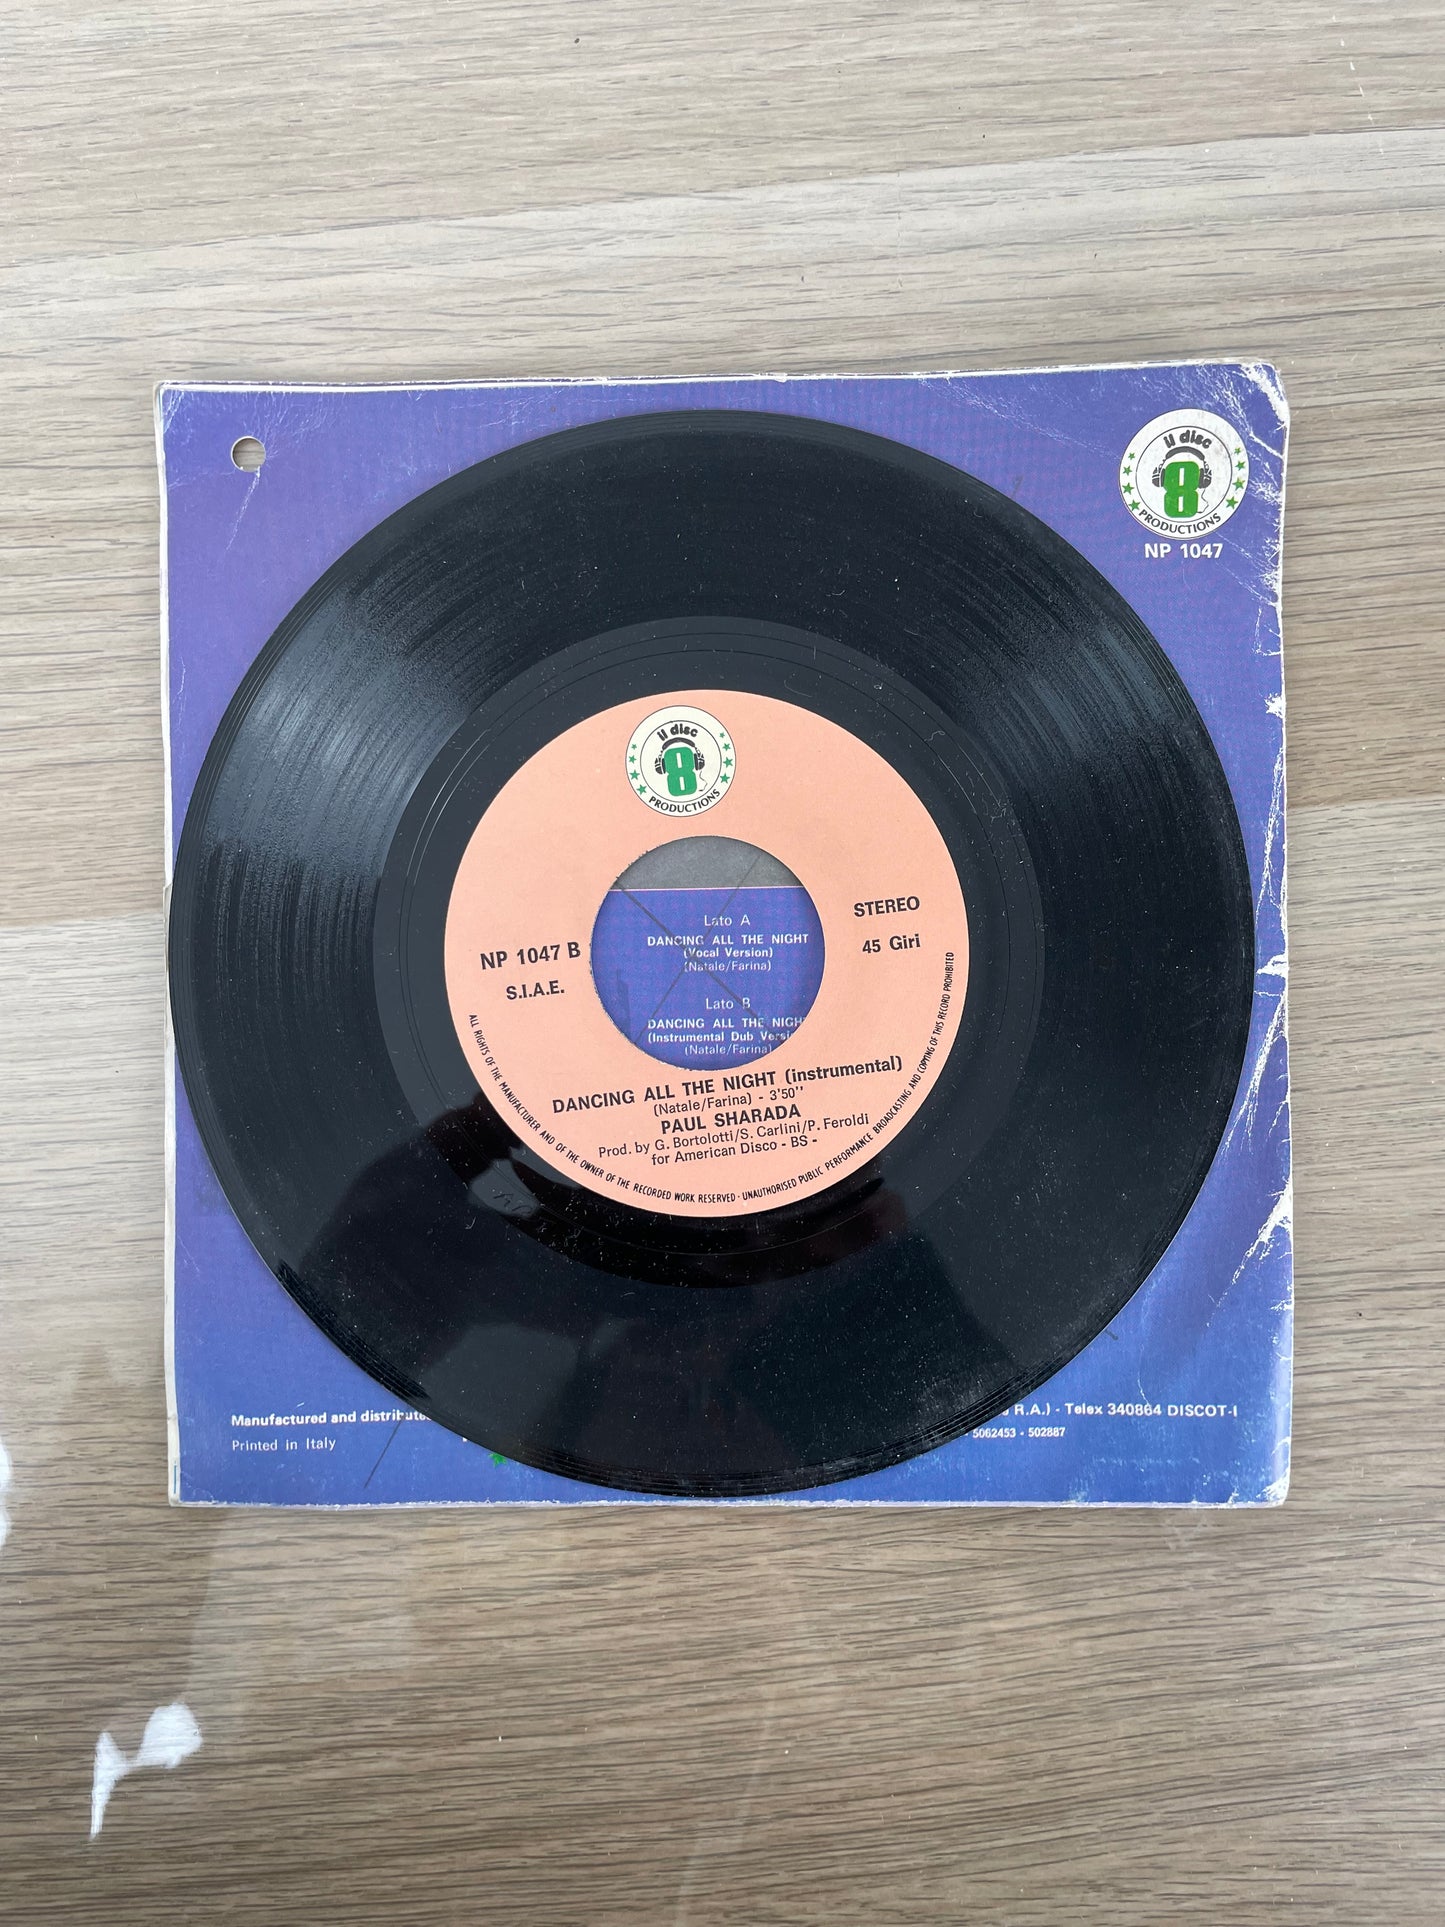 il disc
8
PRODUCTIONS
NP 1047
il disc
8
PRODUCTIONS
STEREO
45 Giri
NP 1047 B
S.I.A.E.
Lato A
DANCING ALL THE NIGHT
(Vocal Version)
(Natale/Farina)
Lato B
DANCING ALL THE NIGH
(Instrumental Dub Versi
(Natale/Farina)
DANCING ALL THE NIGHT (instrumental)
(Natale/Farina) - 3'50''
PAUL SHARADA
Prod. by G. Bortolotti/S. Carlini/P. Feroldi
for American Disco - BS -
ALL RIGHTS OF THE MANUFACTURER AND OF THE OWNER OF THE RECORDED WORK RESERVED · UNAUTHORISED PUBLIC PERFORMANCE BROADCASTING AND COPYING OF THIS RECORD PROHIBITED
Manufactured and distribute R.A.) - Telex 340864 DISCOT-I
Printed in Italy 5062453 - 502887